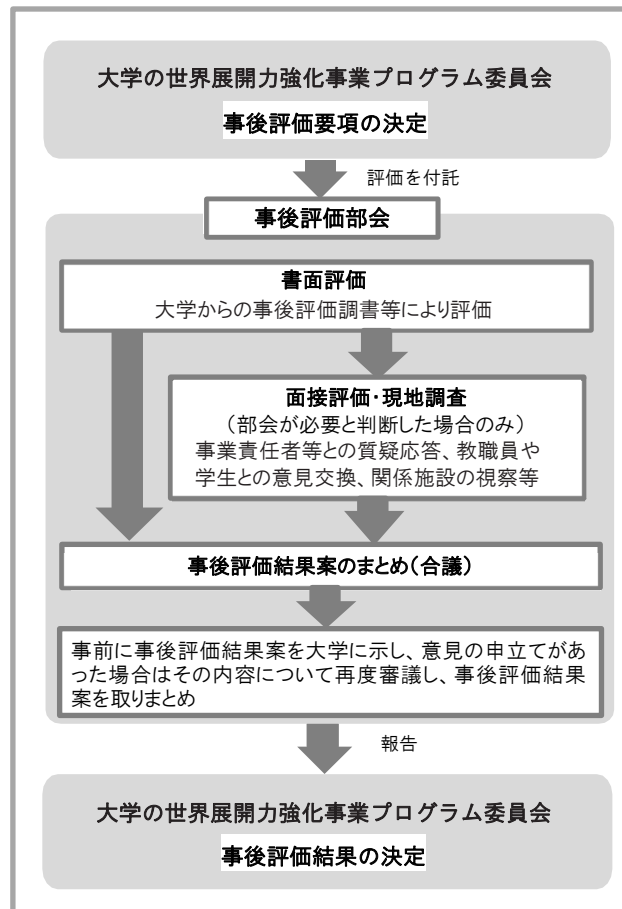 大学の世界展開力強化事業プログラム委員会
事後評価要項の決定
評価を付託
事後評価部会
書面評価
大学からの事後評価調書等により評価
面接評価・現地調査
（部会が必要と判断した場合のみ）
事業責任者等との質疑応答、教職員や
学生との意見交換、関係施設の視察等
事後評価結果案のまとめ（合議）
事前に事後評価結果案を大学に示し、意見の申立てがあ
った場合はその内容について再度審議し、事後評価結果
案を取りまとめ
報告
大学の世界展開力強化事業プログラム委員会
事後評価結果の決定